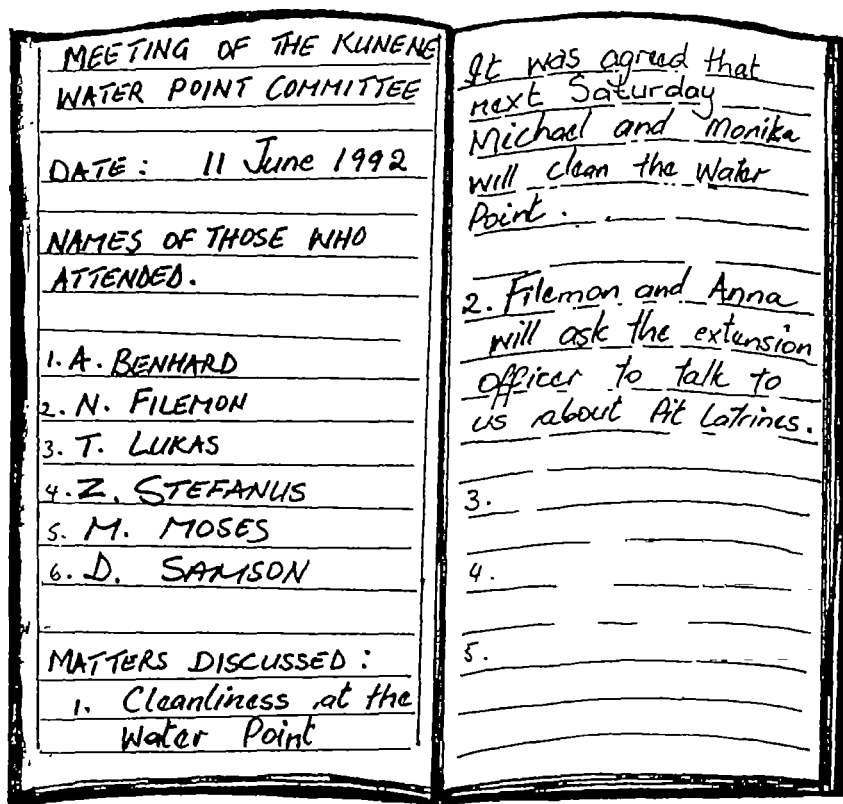 MEETING OF THE KUNENE
WATER POINT COMMITTEE
DATE: 11 June 1992
NAMES OF THOSE WHO
ATTENDED.
1. A. BENHARD
2. N. FILEMON
3. T. LUKAS
4. Z. STEFANUS
5. M. MOSES
6. D. SAMSON
MATTERS DISCUSSED:
1. Cleanliness at the
Water Point
It was agreed that
next Saturday
Michael and Monika
will clean the Water
Point.
2. Filemon and Anna
will ask the extension
officer to talk to
us about Pit Latrines.
3.
4.
5.